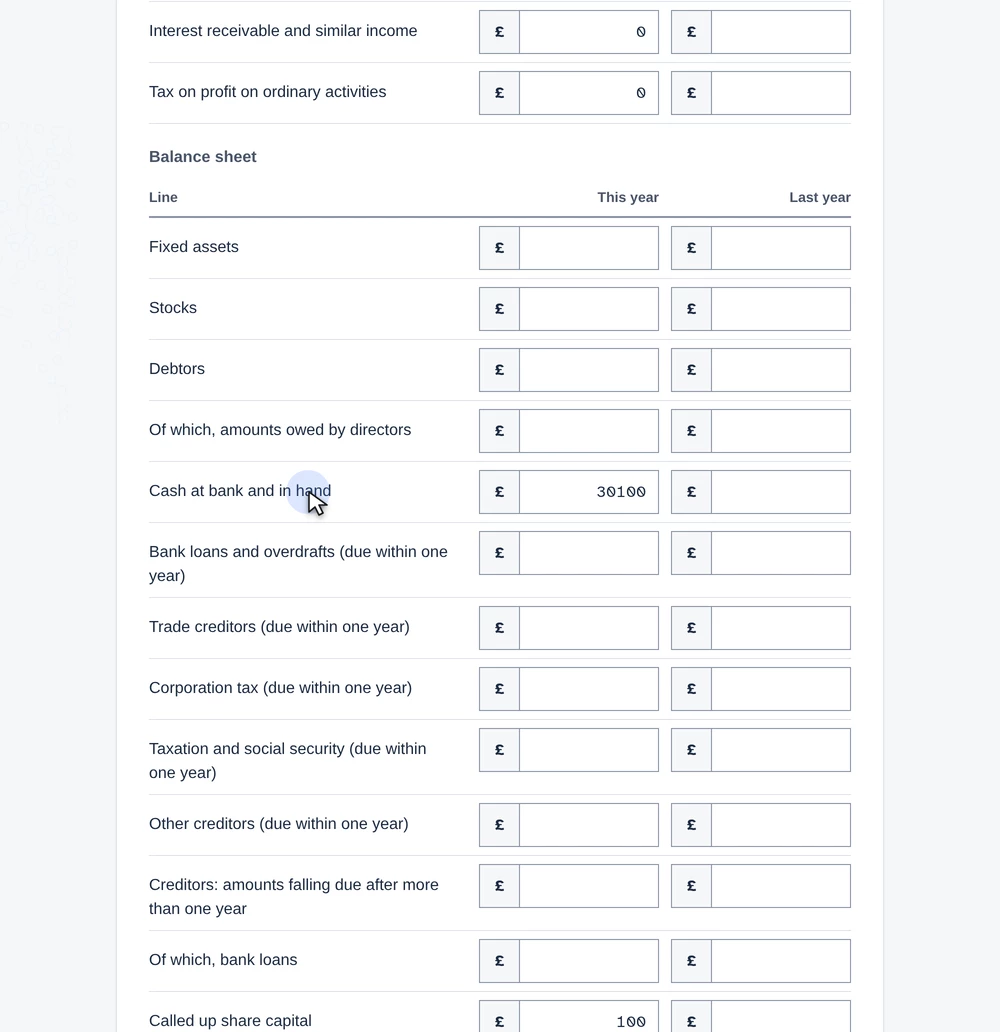 Interest receivable and similar income £ 0 £
Tax on profit on ordinary activities £ 0 £
Balance sheet
Line This year Last year
Fixed assets £ £
Stocks £ £
Debtors £ £
Of which, amounts owed by directors £ £
Cash at bank and in hand £ 30100 £
Bank loans and overdrafts (due within one £ £
year)
Trade creditors (due within one year) £ £
Corporation tax (due within one year) £ £
Taxation and social security (due within £ £
one year)
Other creditors (due within one year) £ £
Creditors: amounts falling due after more £ £
than one year
Of which, bank loans £ £
Called up share capital £ 100 £